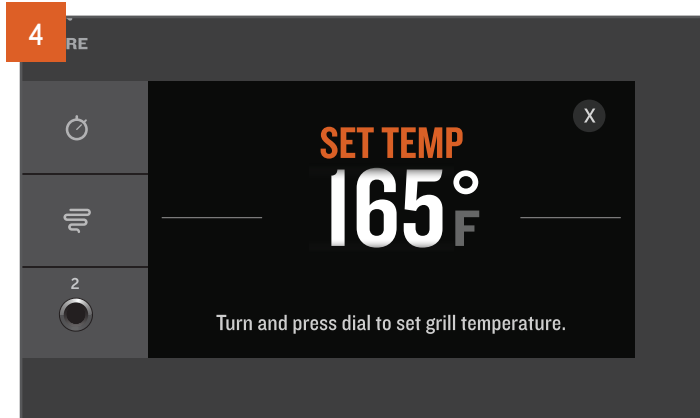 4
RE
X
SET TEMP
165°F
2
Turn and press dial to set grill temperature.